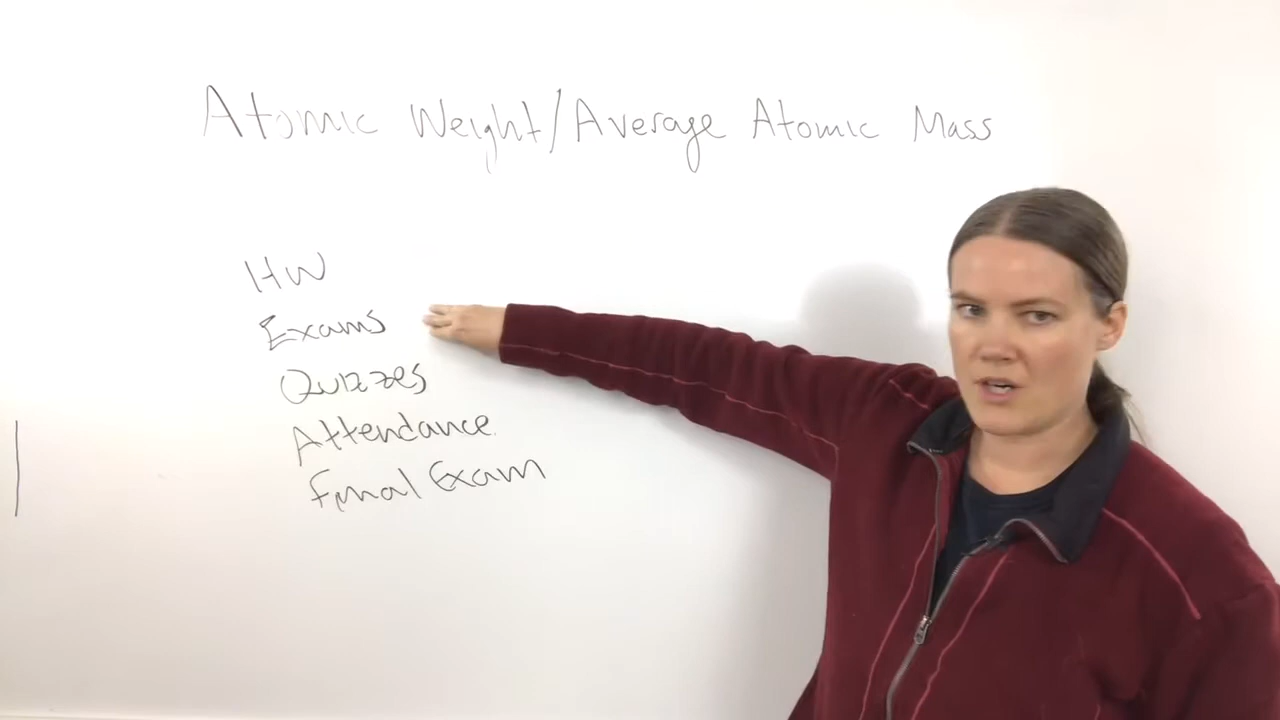 Atomic Weight/Average Atomic Mass
HW
Exams
Quizzes
Attendance
Final Exam